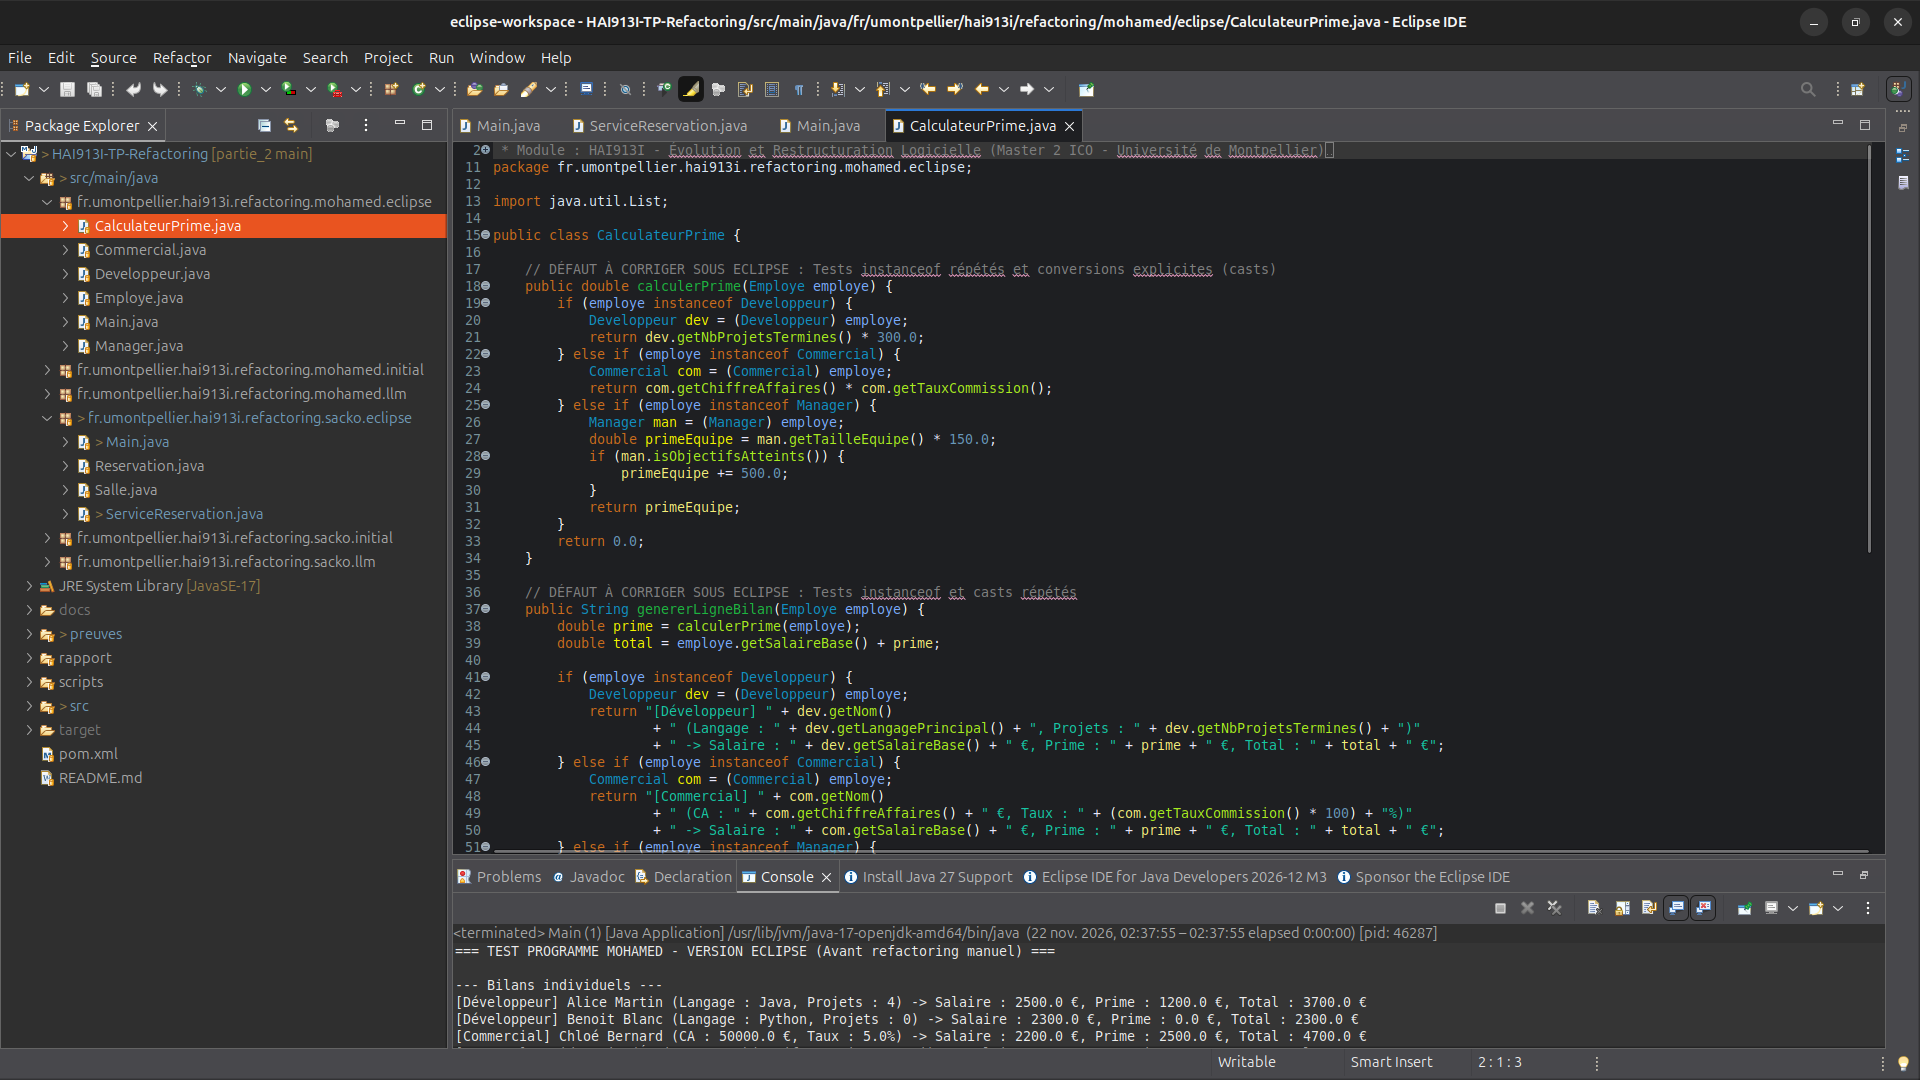 eclipse-workspace - HAI913I-TP-Refactoring/src/main/java/fr/umontpellier/hai913i/refactoring/mohamed/eclipse/CalculateurPrime.java - Eclipse IDE
File Edit Source Refactor Navigate Search Project Run Window Help
Package Explorer
> HAI913I-TP-Refactoring [partie_2 main]
> src/main/java
fr.umontpellier.hai913i.refactoring.mohamed.eclipse
CalculateurPrime.java
Commercial.java
Developpeur.java
Employe.java
Main.java
Manager.java
fr.umontpellier.hai913i.refactoring.mohamed.initial
fr.umontpellier.hai913i.refactoring.mohamed.llm
> fr.umontpellier.hai913i.refactoring.sacko.eclipse
> Main.java
Reservation.java
Salle.java
> ServiceReservation.java
fr.umontpellier.hai913i.refactoring.sacko.initial
fr.umontpellier.hai913i.refactoring.sacko.llm
JRE System Library [JavaSE-17]
docs
> preuves
rapport
scripts
> src
target
pom.xml
README.md
Main.java ServiceReservation.java Main.java CalculateurPrime.java
2 * Module : HAI913I - Évolution et Restructuration Logicielle (Master 2 ICO - Université de Montpellier)
11 package fr.umontpellier.hai913i.refactoring.mohamed.eclipse;
12
13 import java.util.List;
14
15 public class CalculateurPrime {
16
17 // DÉFAUT À CORRIGER SOUS ECLIPSE : Tests instanceof répétés et conversions explicites (casts)
18 public double calculerPrime(Employe employe) {
19 if (employe instanceof Developpeur) {
20 Developpeur dev = (Developpeur) employe;
21 return dev.getNbProjetsTermines() * 300.0;
22 } else if (employe instanceof Commercial) {
23 Commercial com = (Commercial) employe;
24 return com.getChiffreAffaires() * com.getTauxCommission();
25 } else if (employe instanceof Manager) {
26 Manager man = (Manager) employe;
27 double primeEquipe = man.getTailleEquipe() * 150.0;
28 if (man.isObjectifsAtteints()) {
29 primeEquipe += 500.0;
30 }
31 return primeEquipe;
32 }
33 return 0.0;
34 }
35
36 // DÉFAUT À CORRIGER SOUS ECLIPSE : Tests instanceof et casts répétés
37 public String genererLigneBilan(Employe employe) {
38 double prime = calculerPrime(employe);
39 double total = employe.getSalaireBase() + prime;
40
41 if (employe instanceof Developpeur) {
42 Developpeur dev = (Developpeur) employe;
43 return "[Développeur] " + dev.getNom()
44 + " (Langage : " + dev.getLangagePrincipal() + ", Projets : " + dev.getNbProjetsTermines() + ")"
45 + " -> Salaire : " + dev.getSalaireBase() + " €, Prime : " + prime + " €, Total : " + total + " €";
46 } else if (employe instanceof Commercial) {
47 Commercial com = (Commercial) employe;
48 return "[Commercial] " + com.getNom()
49 + " (CA : " + com.getChiffreAffaires() + " €, Taux : " + (com.getTauxCommission() * 100) + "%)"
50 + " -> Salaire : " + com.getSalaireBase() + " €, Prime : " + prime + " €, Total : " + total + " €";
51 } else if (employe instanceof Manager) {
Problems Javadoc Declaration Console Install Java 27 Support Eclipse IDE for Java Developers 2026-12 M3 Sponsor the Eclipse IDE
<terminated> Main (1) [Java Application] /usr/lib/jvm/java-17-openjdk-amd64/bin/java (22 nov. 2026, 02:37:55 – 02:37:55 elapsed 0:00:00) [pid: 46287]
=== TEST PROGRAMME MOHAMED - VERSION ECLIPSE (Avant refactoring manuel) ===
--- Bilans individuels ---
[Développeur] Alice Martin (Langage : Java, Projets : 4) -> Salaire : 2500.0 €, Prime : 1200.0 €, Total : 3700.0 €
[Développeur] Benoit Blanc (Langage : Python, Projets : 0) -> Salaire : 2300.0 €, Prime : 0.0 €, Total : 2300.0 €
[Commercial] Chloé Bernard (CA : 50000.0 €, Taux : 5.0%) -> Salaire : 2200.0 €, Prime : 2500.0 €, Total : 4700.0 €
Writable Smart Insert 2 : 1 : 3